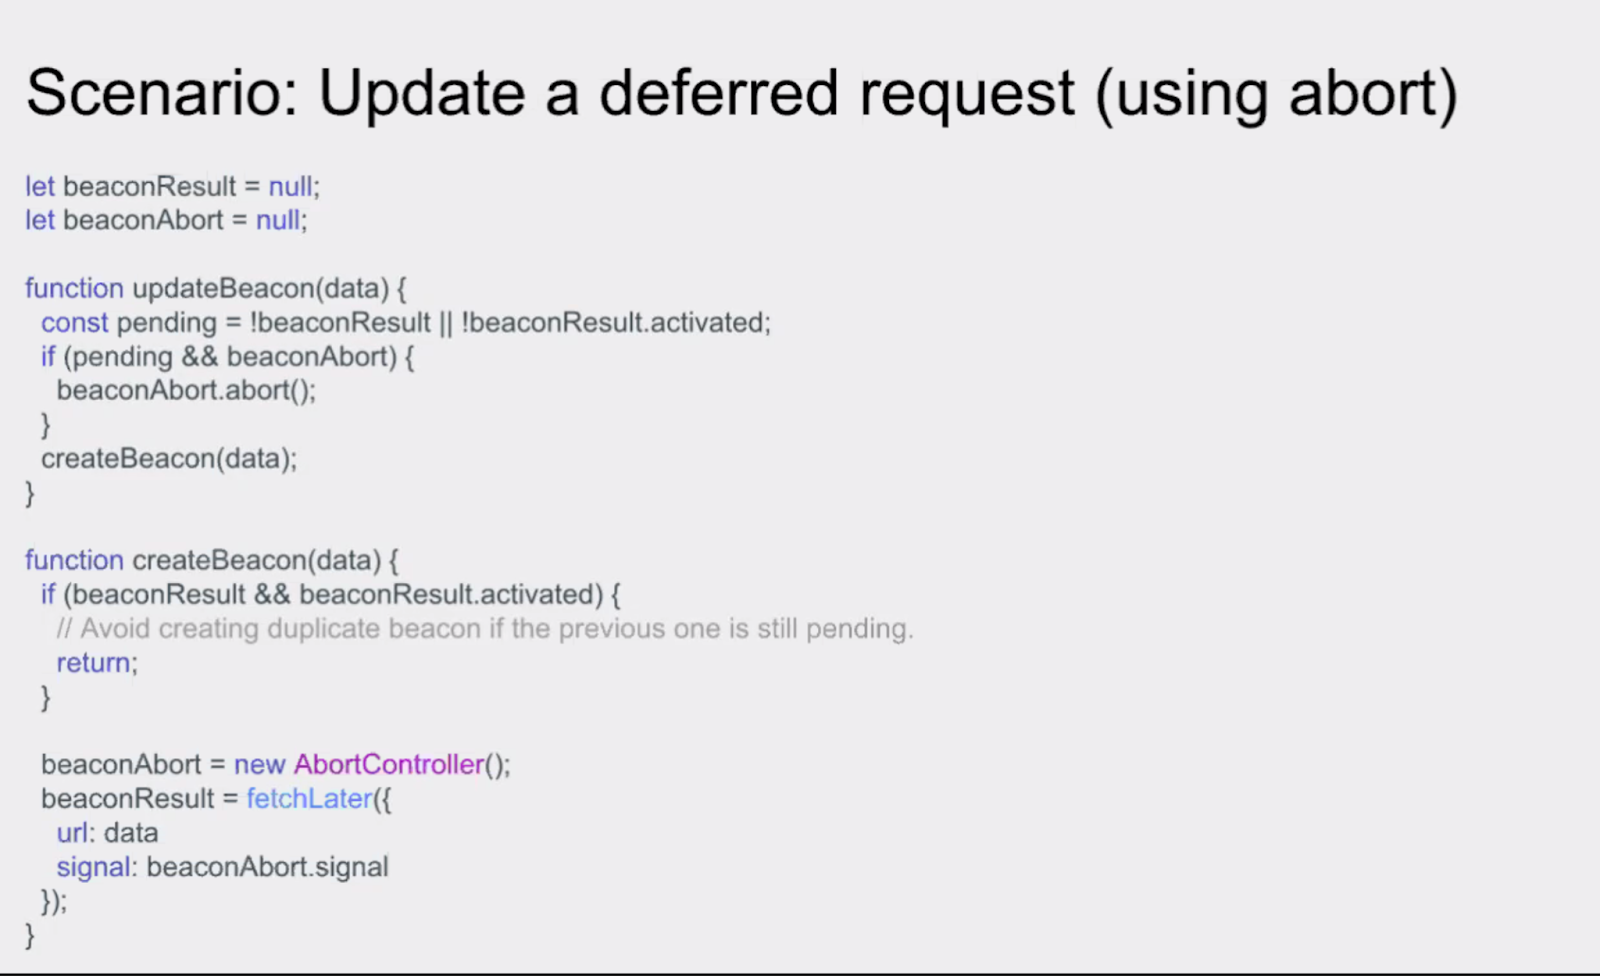 Scenario: Update a deferred request (using abort)
let beaconResult = null;
let beaconAbort = null;
function updateBeacon(data) {
const pending = !beaconResult || !beaconResult.activated;
if (pending && beaconAbort) {
beaconAbort.abort();
}
createBeacon(data);
}
function createBeacon(data) {
if (beaconResult && beaconResult.activated) {
// Avoid creating duplicate beacon if the previous one is still pending.
return;
}
beaconAbort = new AbortController();
beaconResult = fetchLater({
url: data
signal: beaconAbort.signal
});
}